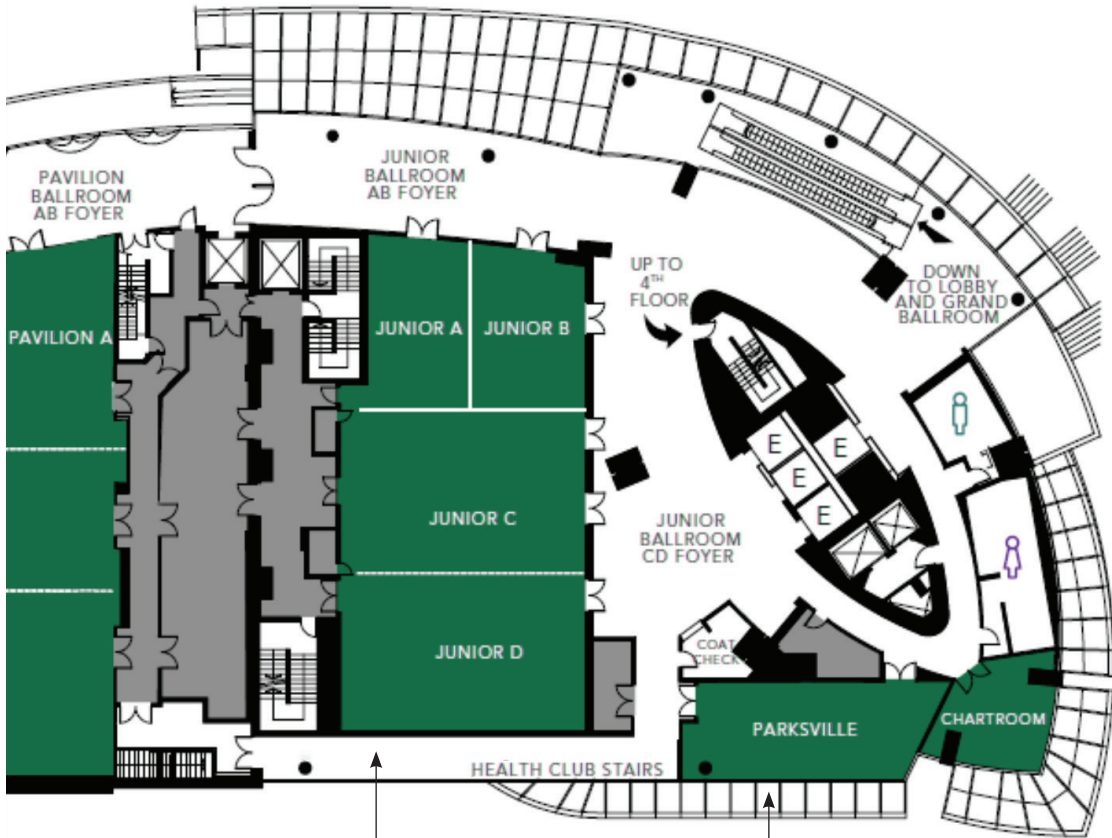 PAVILION
BALLROOM
AB FOYER
JUNIOR
BALLROOM
AB FOYER
UP TO
4TH
FLOOR
DOWN
TO LOBBY
AND GRAND
BALLROOM
PAVILION A
JUNIOR A
JUNIOR B
E
E
E
E
JUNIOR C
JUNIOR
BALLROOM
CD FOYER
JUNIOR D
COAT
CHECK
PARKSVILLE
CHARTROOM
HEALTH CLUB STAIRS